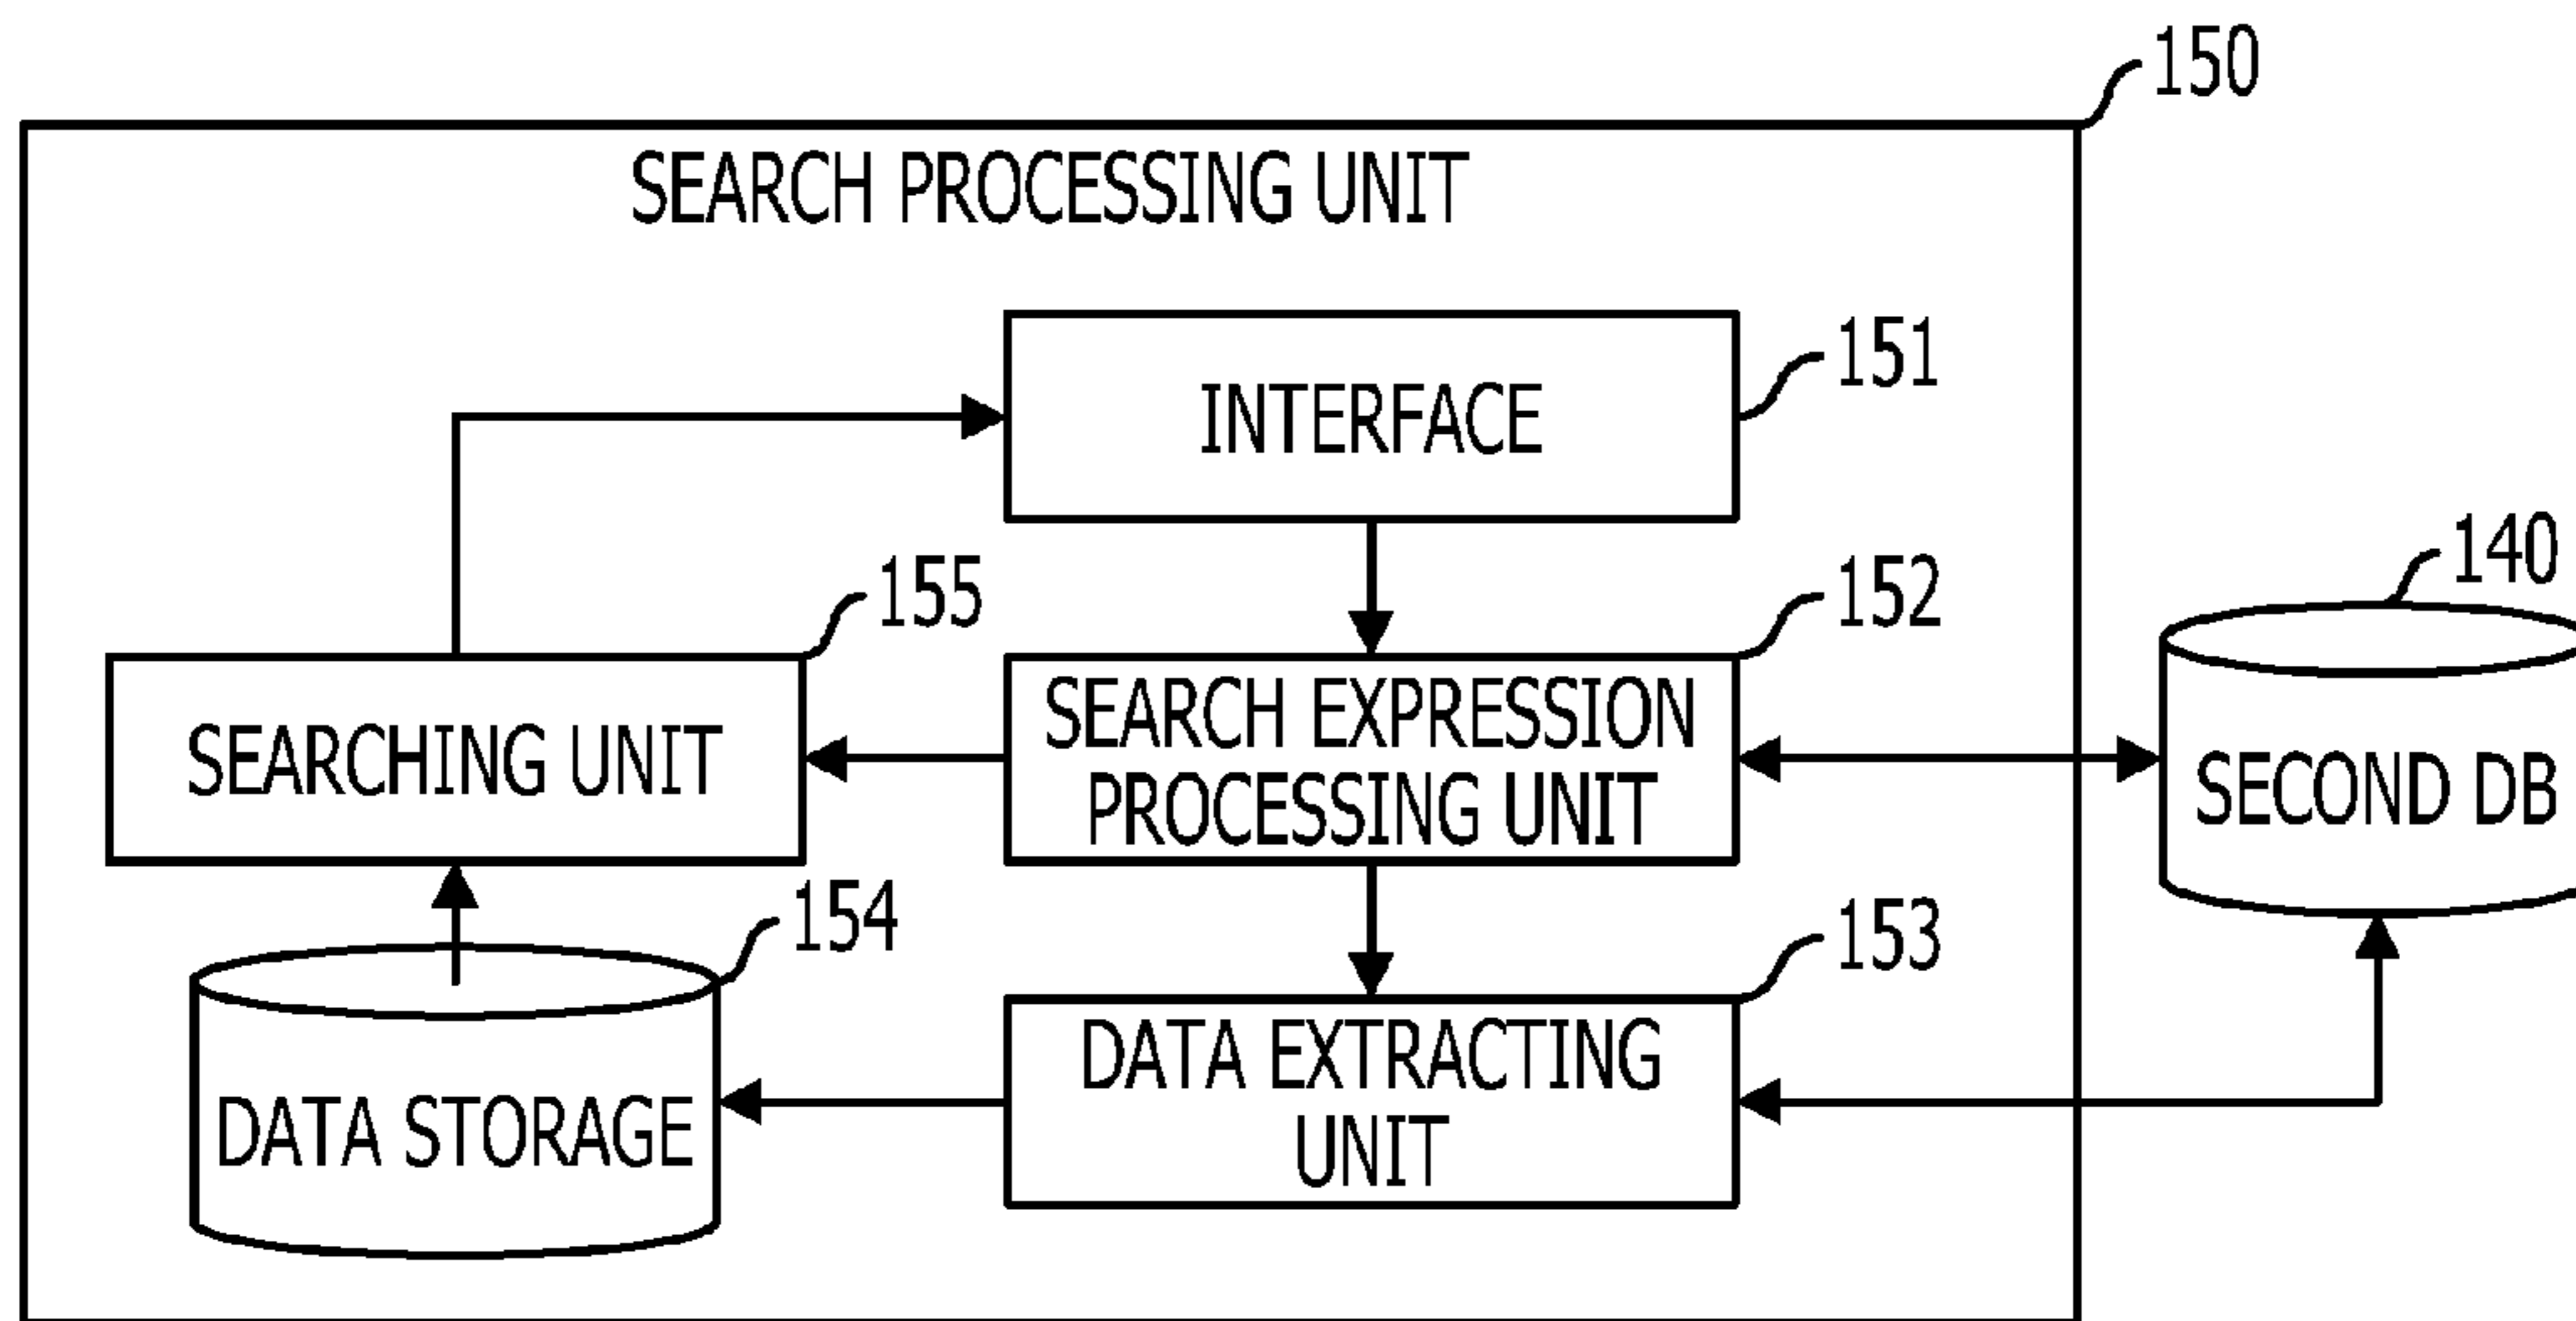 150
SEARCH PROCESSING UNIT
151
INTERFACE
155
152
140
SEARCHING UNIT
SEARCH EXPRESSION
PROCESSING UNIT
SECOND DB
154
153
DATA STORAGE
DATA EXTRACTING
UNIT